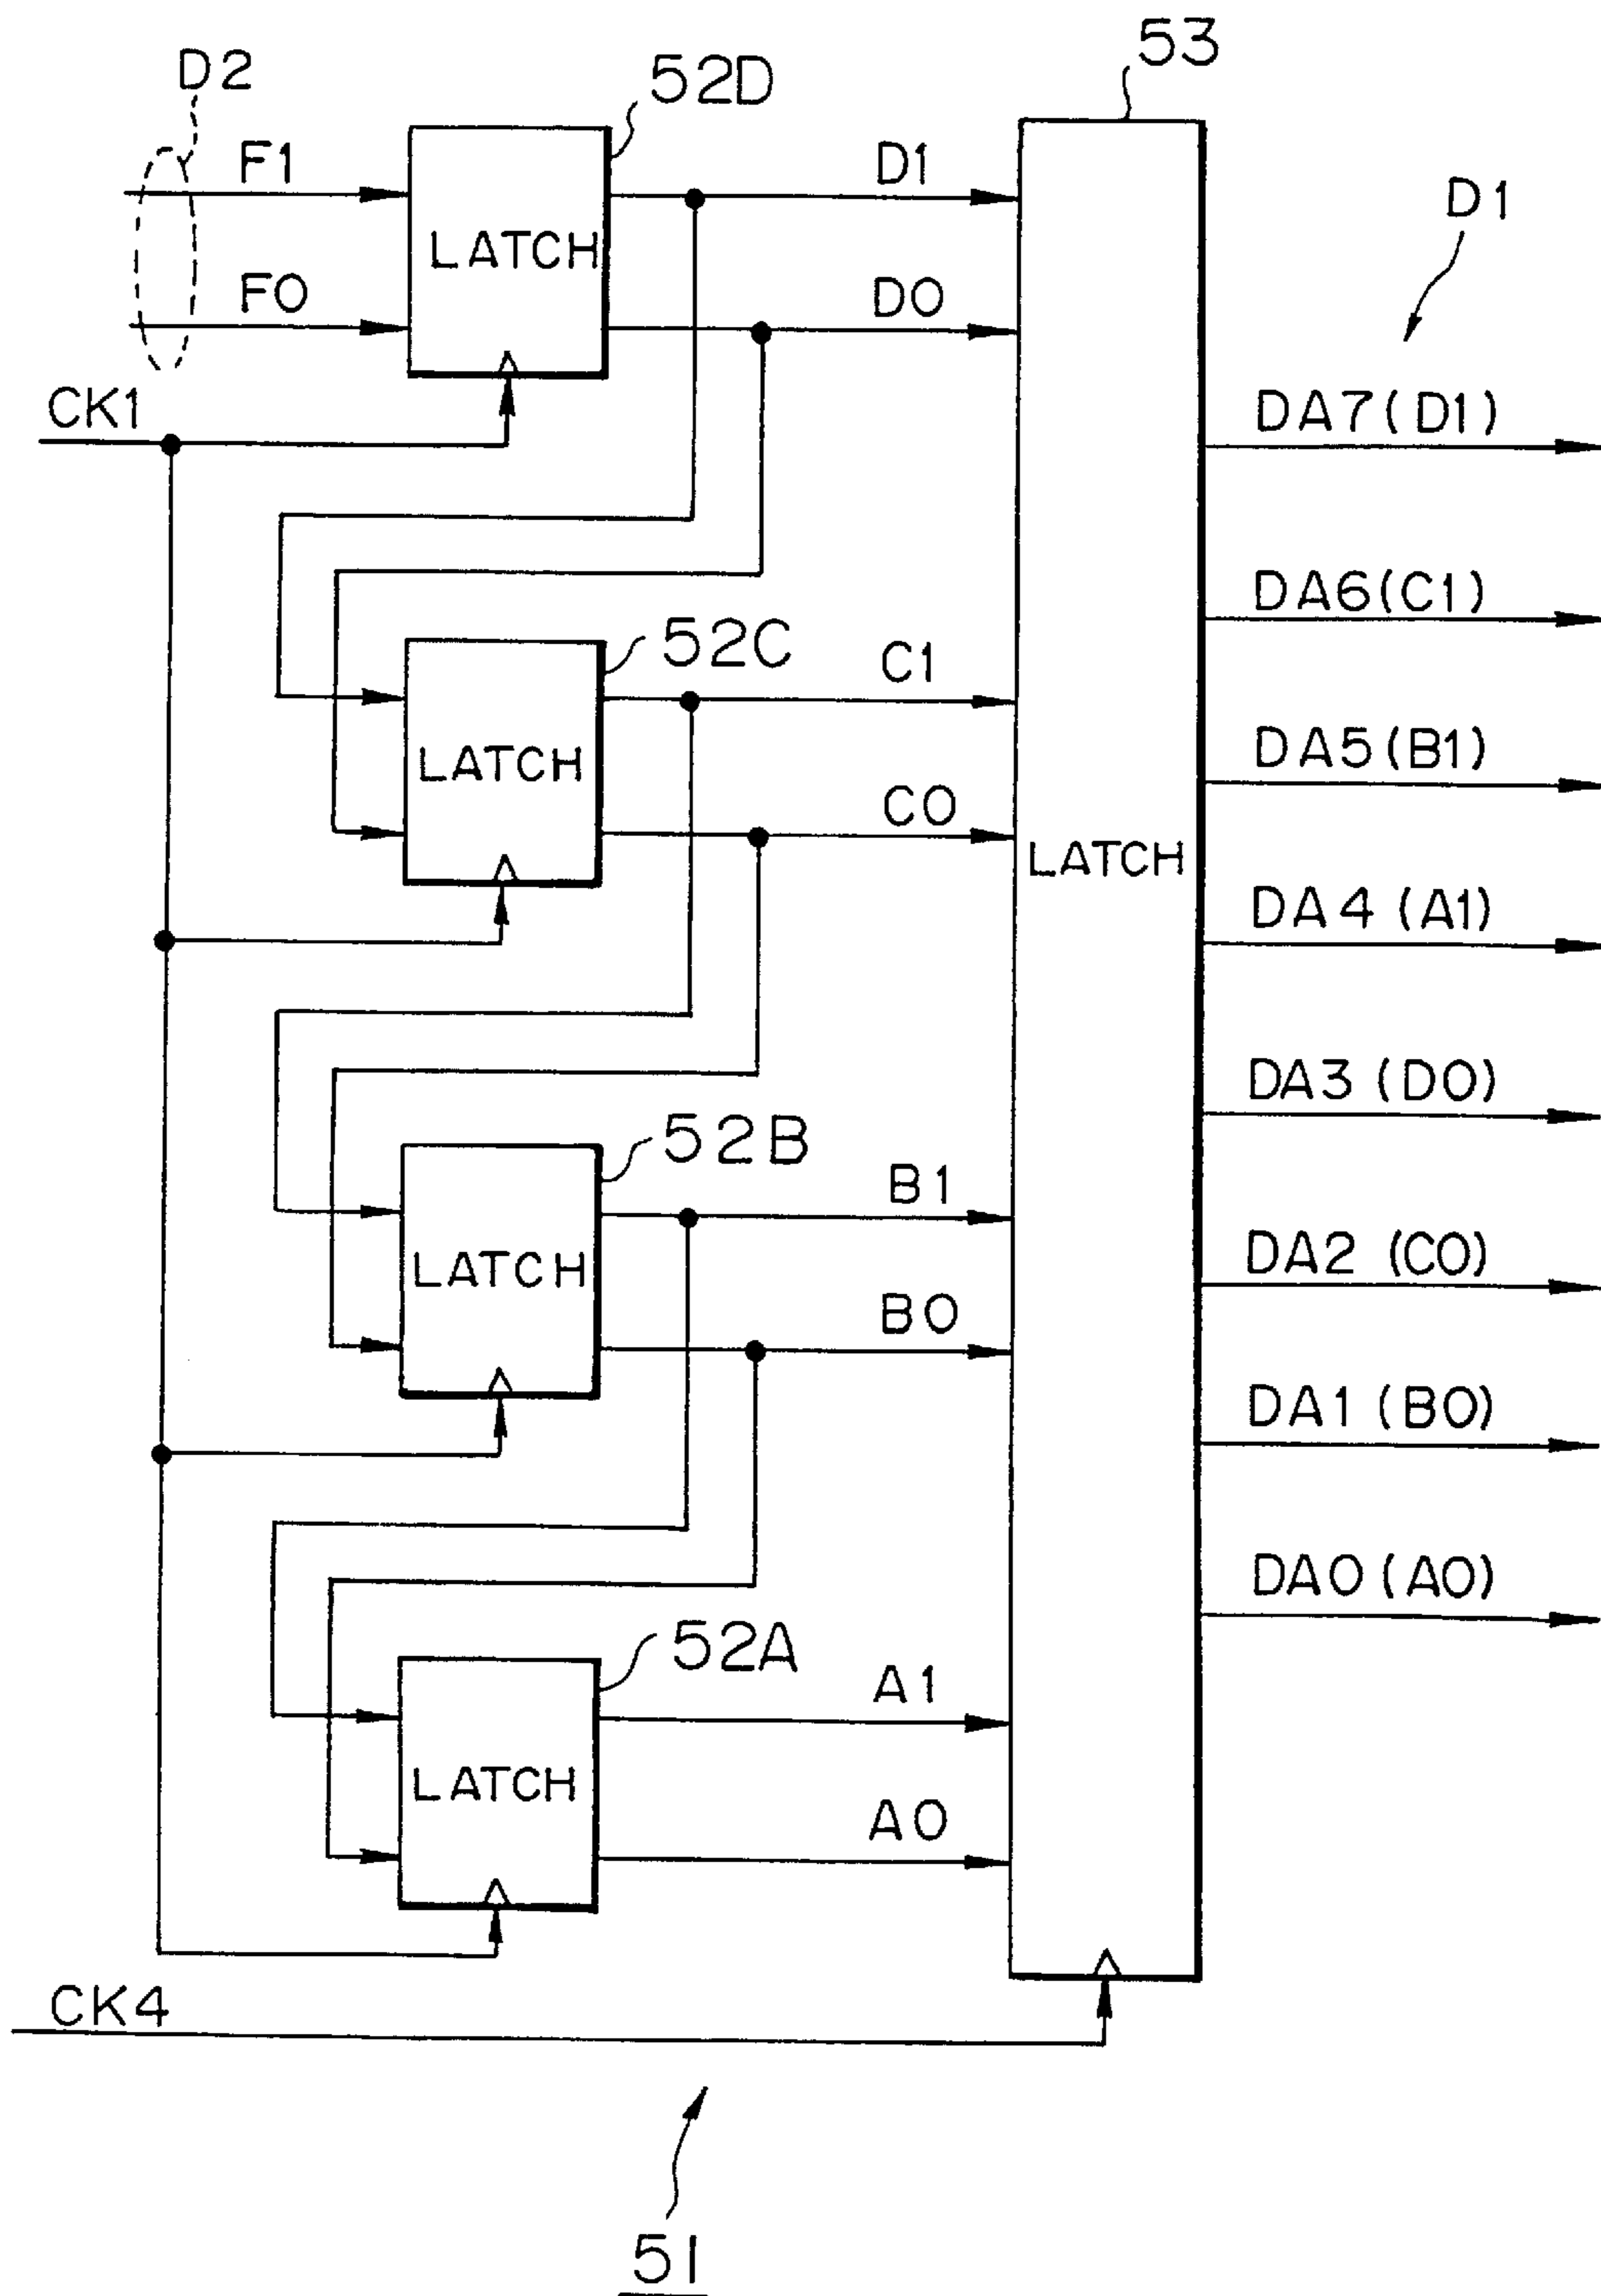 53
D2
52D
F1
D1
D1
LATCH
F0
D0
CK1
DA7(D1)
DA6(C1)
52C
C1
DA5(B1)
LATCH
C0
LATCH
DA4(A1)
DA3(D0)
52B
B1
DA2(C0)
LATCH
B0
DA1(B0)
DA0(A0)
52A
A1
LATCH
A0
CK4
51